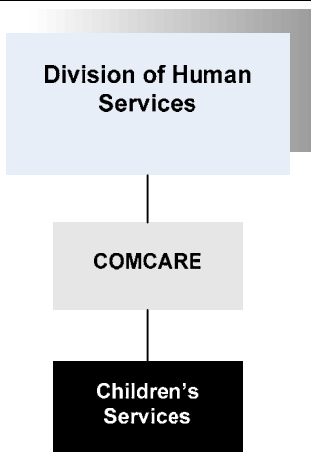 Division of Human
Services
COMCARE
Children’s
Services